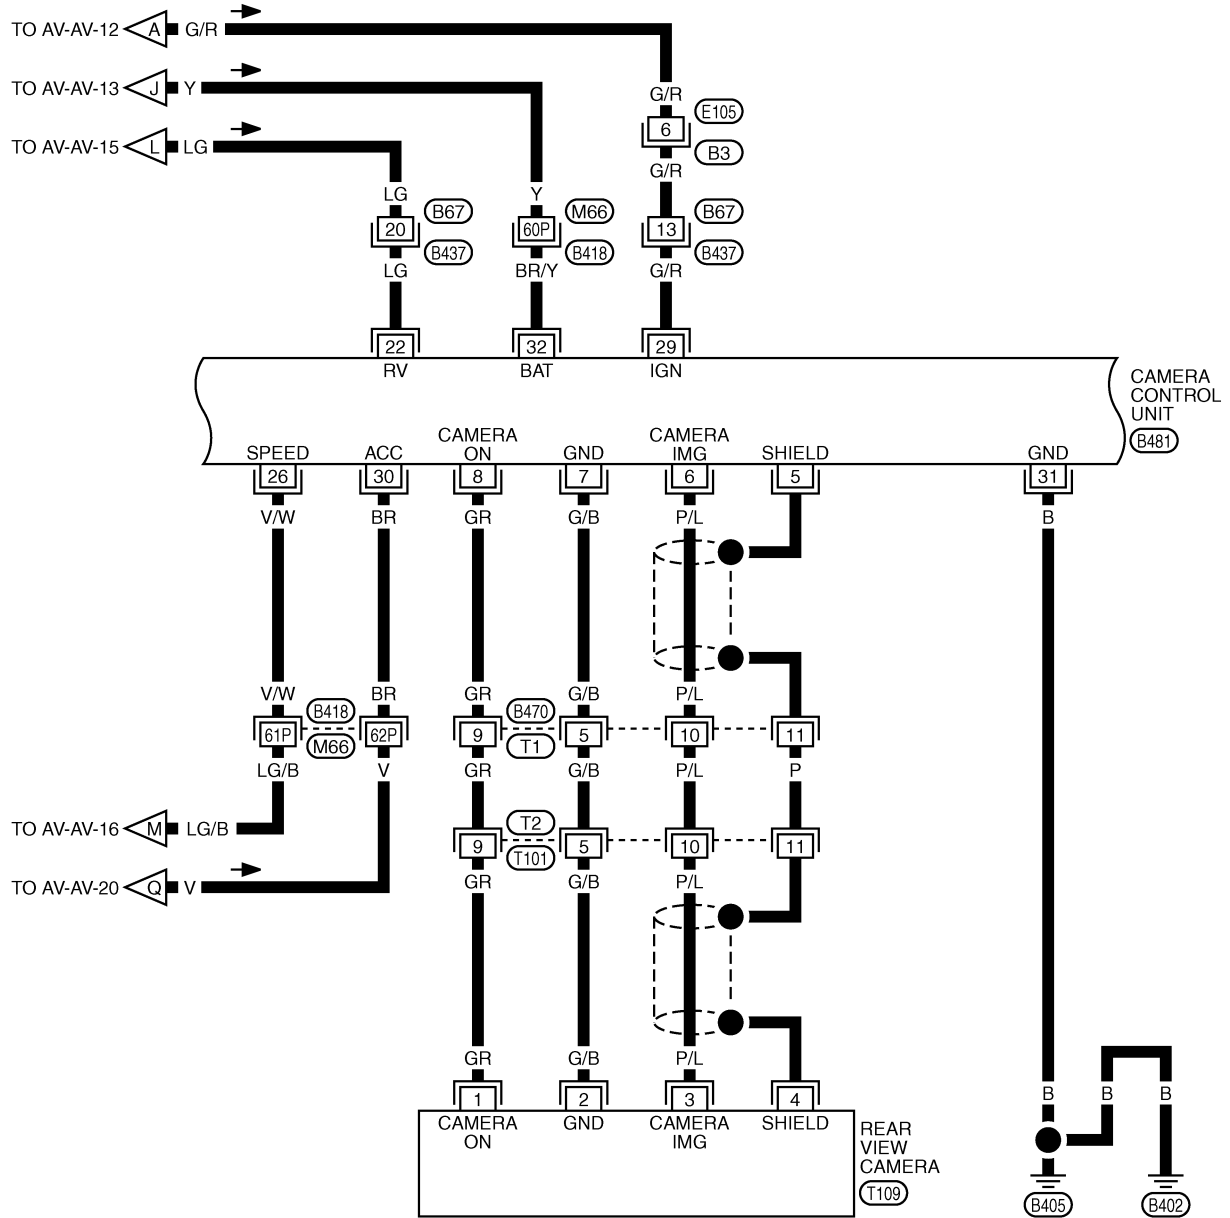 TO AV-AV-12 A G/R
TO AV-AV-13 J Y
TO AV-AV-15 L LG
G/R
6 E105
B3
G/R
LG Y
20 B67 60P M66 13 B67
B437 B418 B437
LG BR/Y G/R
22 32 29
RV BAT IGN
CAMERA
CONTROL
UNIT
B481
SPEED ACC CAMERA
ON GND CAMERA
IMG SHIELD GND
26 30 8 7 6 5 31
V/W BR GR G/B P/L B
V/W BR GR G/B P/L
B418 B470
61P 62P 9 5 10 11
M66 T1
LG/B V GR G/B P/L P
TO AV-AV-16 M LG/B
T2
9 5 10 11
T101
TO AV-AV-20 Q V
GR G/B P/L
GR G/B P/L
B B B
1 2 3 4
CAMERA
ON GND CAMERA
IMG SHIELD
REAR
VIEW
CAMERA
T109
B405 B402